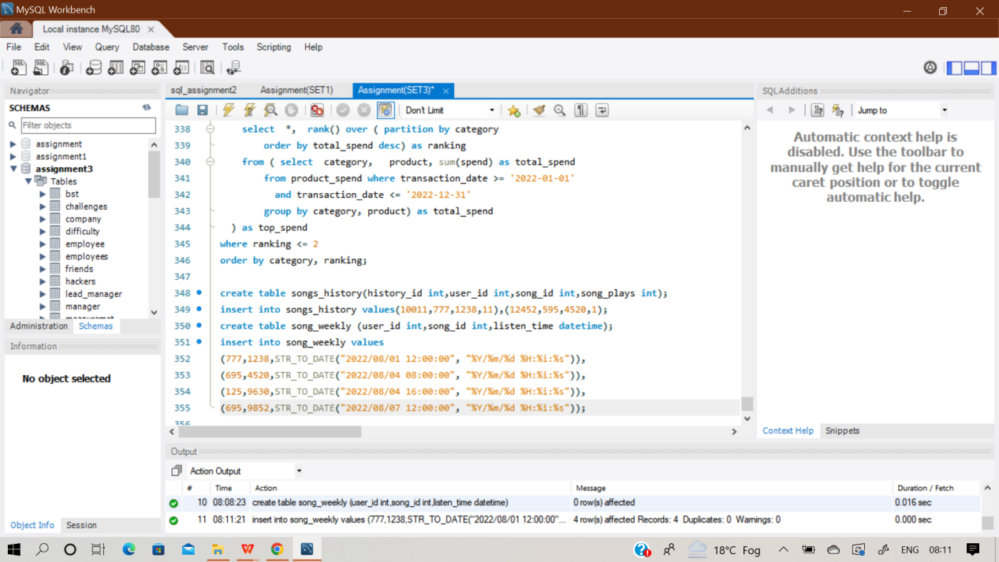 MySQL Workbench
Local instance MySQL80
File Edit View Query Database Server Tools Scripting Help
Navigator
SCHEMAS
Filter objects
assignment
assignment1
assignment3
Tables
bst
challenges
company
difficulty
employee
employees
friends
hackers
lead_manager
manager
Administration Schemas
Information
No object selected
Object Info Session
sql_assignment2 Assignment(SET1) Assignment(SET3)*
Don't Limit
338 select *, rank() over ( partition by category
339 order by total_spend desc) as ranking
340 from ( select category, product, sum(spend) as total_spend
341 from product_spend where transaction_date >= '2022-01-01'
342 and transaction_date <= '2022-12-31'
343 group by category, product) as total_spend
344 ) as top_spend
345 where ranking <= 2
346 order by category, ranking;
347
348 create table songs_history(history_id int,user_id int,song_id int,song_plays int);
349 insert into songs_history values(10011,777,1238,11),(12452,595,4520,1);
350 create table song_weekly (user_id int,song_id int,listen_time datetime);
351 insert into song_weekly values
352 (777,1238,STR_TO_DATE("2022/08/01 12:00:00", "%Y/%m/%d %H:%i:%s")),
353 (695,4520,STR_TO_DATE("2022/08/04 08:00:00", "%Y/%m/%d %H:%i:%s")),
354 (125,9630,STR_TO_DATE("2022/08/04 16:00:00", "%Y/%m/%d %H:%i:%s")),
355 (695,9852,STR_TO_DATE("2022/08/07 12:00:00", "%Y/%m/%d %H:%i:%s"));
356
SQLAdditions
Jump to
Automatic context help is
disabled. Use the toolbar to
manually get help for the current
caret position or to toggle
automatic help.
Context Help Snippets
Output
Action Output
# Time Action Message Duration / Fetch
10 08:08:23 create table song_weekly (user_id int,song_id int,listen_time datetime) 0 row(s) affected 0.016 sec
11 08:11:21 insert into song_weekly values (777,1238,STR_TO_DATE("2022/08/01 12:00:00"... 4 row(s) affected Records: 4 Duplicates: 0 Warnings: 0 0.000 sec
18°C Fog ENG 08:11